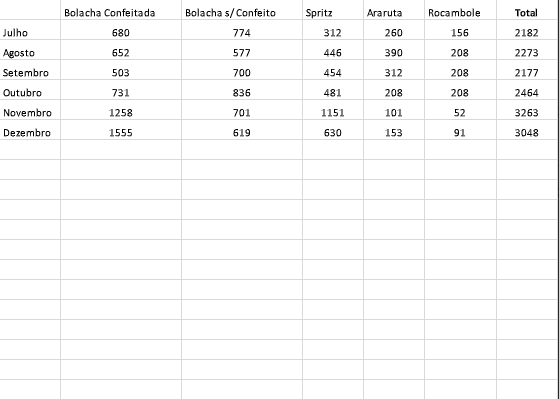 Bolacha Confeitada Bolacha s/ Confeito Spritz Araruta Rocambole Total
Julho 680 774 312 260 156 2182
Agosto 652 577 446 390 208 2273
Setembro 503 700 454 312 208 2177
Outubro 731 836 481 208 208 2464
Novembro 1258 701 1151 101 52 3263
Dezembro 1555 619 630 153 91 3048